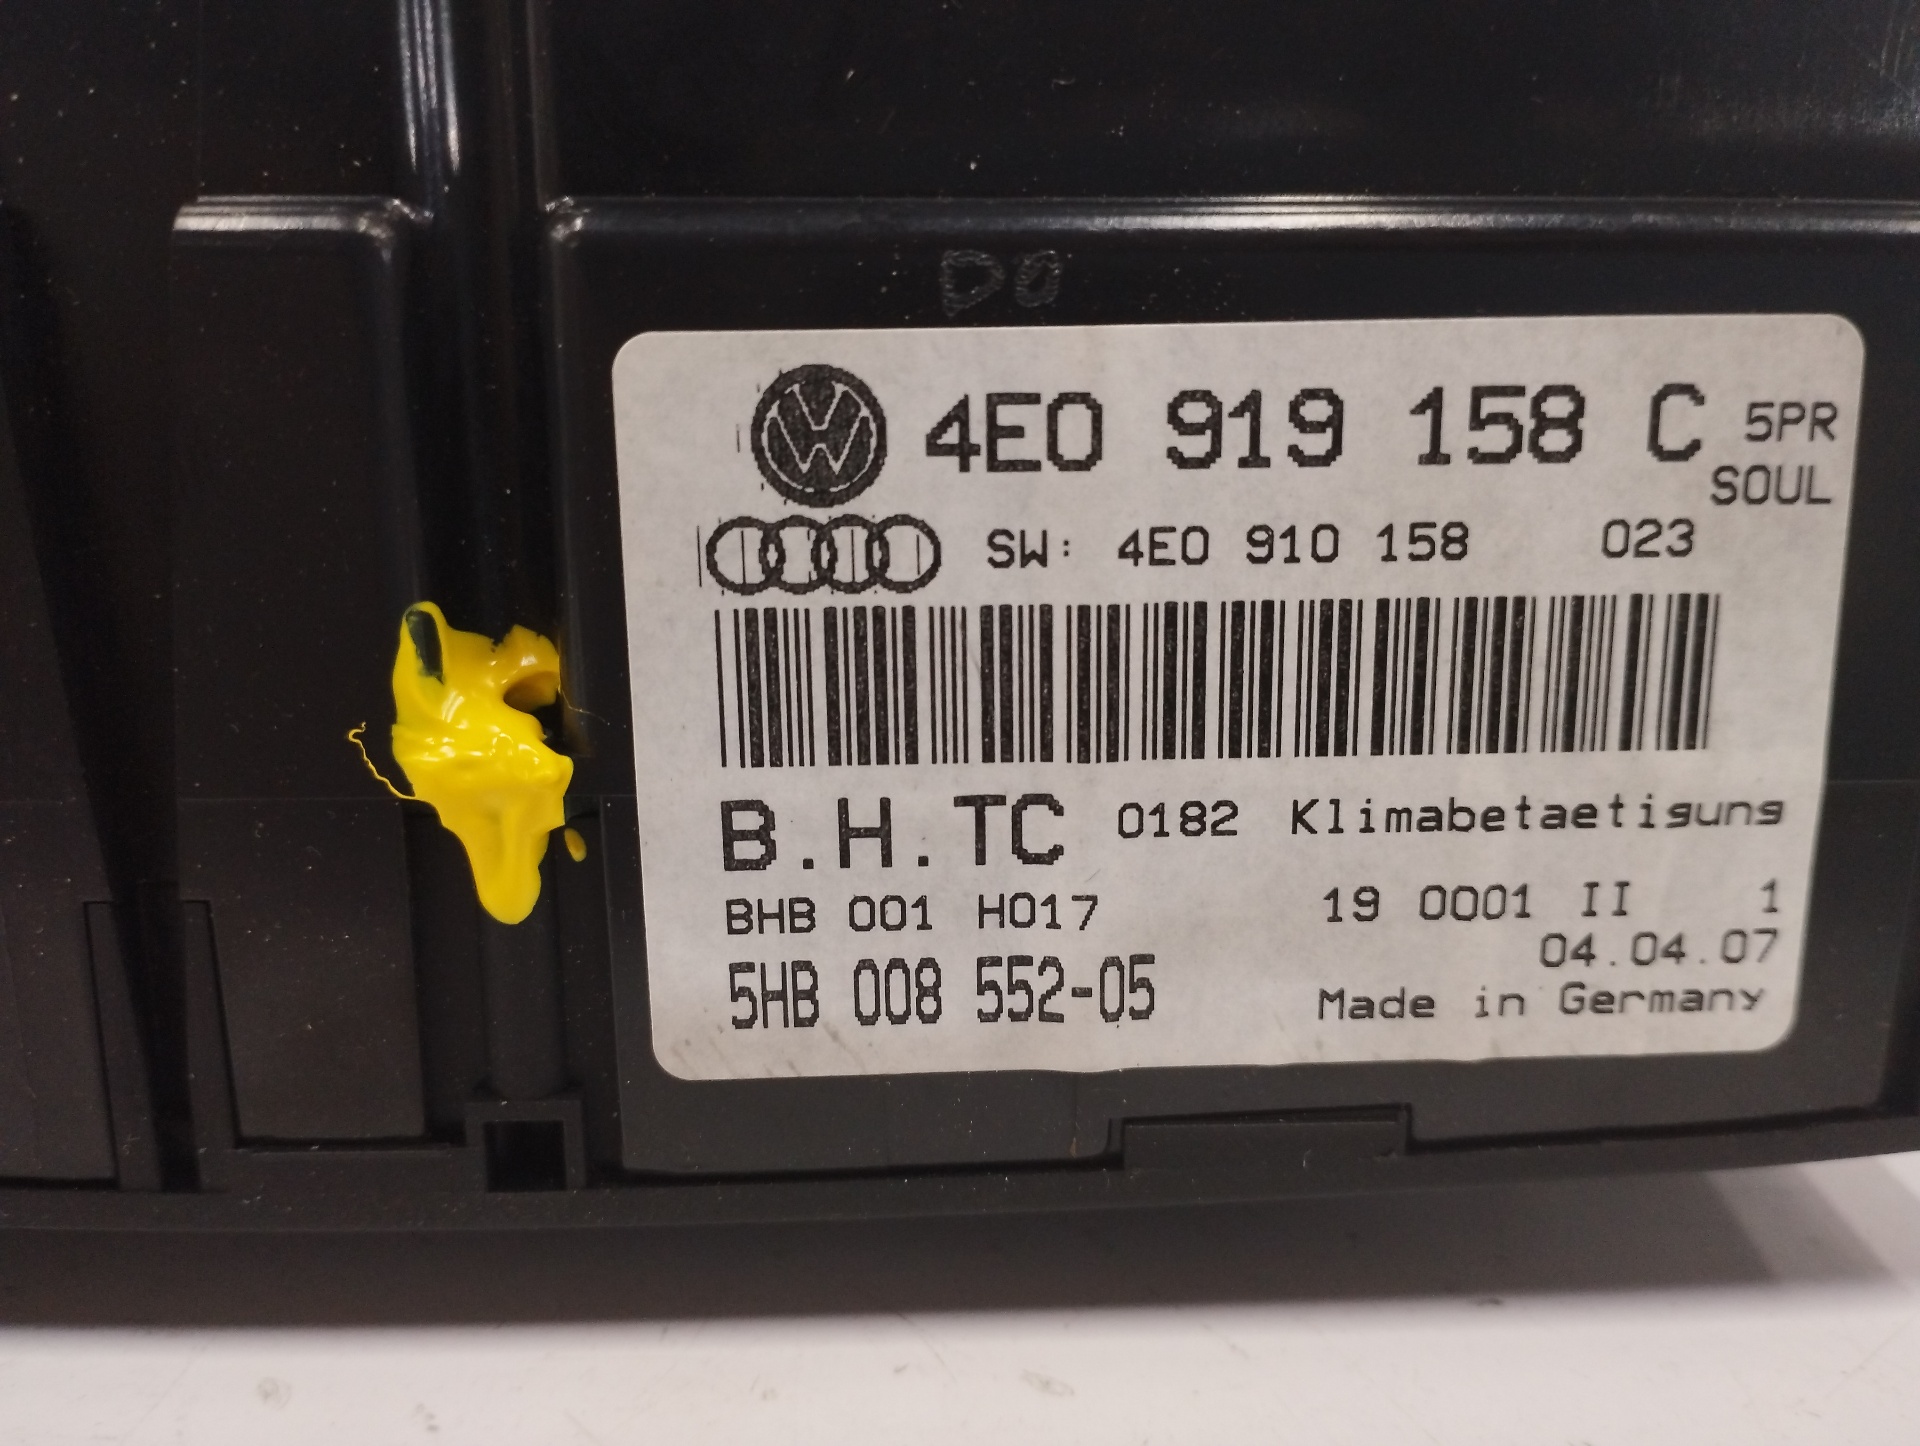 D0
4E0 919 158 C 5PR
SOUL
SW: 4E0 910 158 023
B.H.TC 0182 Klimabetaetigung
BHB 001 H017 19 0001 II 1
04.04.07
5HB 008 552-05 Made in Germany